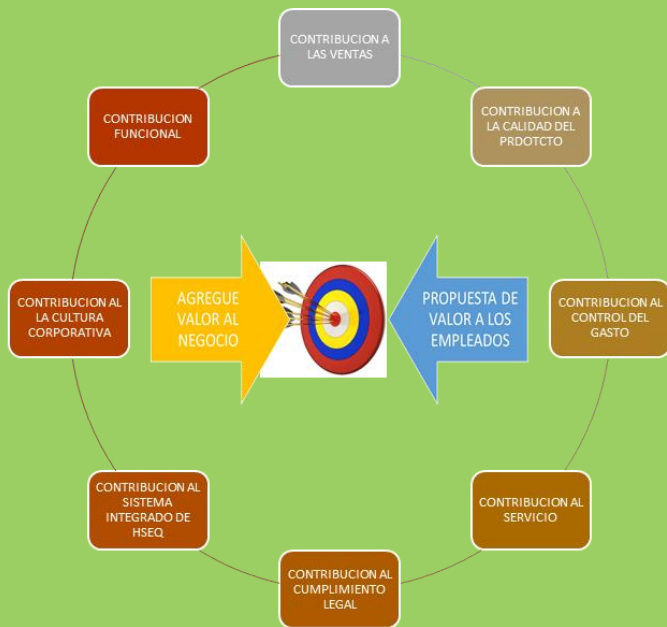 CONTRIBUCION A
LAS VENTAS
CONTRIBUCION A
LA CALIDAD DEL
PRDOTCTO
CONTRIBUCION AL
CONTROL DEL
GASTO
CONTRIBUCION AL
SERVICIO
CONTRIBUCION AL
CUMPLIMIENTO
LEGAL
CONTRIBUCION AL
SISTEMA
INTEGRADO DE
HSEQ
CONTRIBUCION AL
LA CULTURA
CORPORATIVA
CONTRIBUCION
FUNCIONAL
AGREGUE
VALOR AL
NEGOCIO
PROPUESTA DE
VALOR A LOS
EMPLEADOS